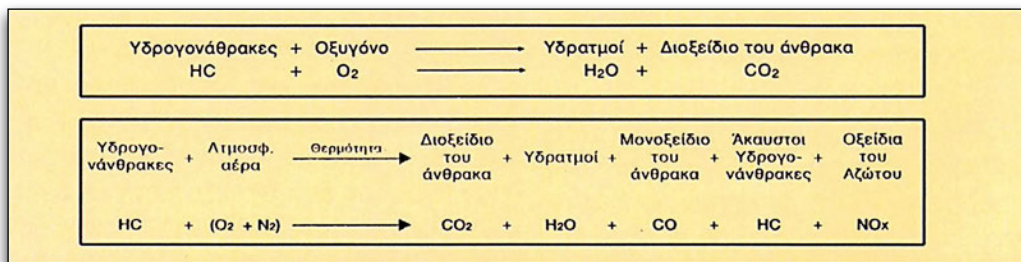 Υδρογονάθρακες + Οξυγόνο ⟶ Υδρατμοί + Διοξείδιο του άνθρακα
HC + O₂ ⟶ H₂O + CO₂
Υδρογο-
νάνθρακες + Ατμοσφ.
αέρα Θερμότητα ⟶ Διοξείδιο
του
άνθρακα + Υδρατμοί + Μονοξείδιο
του
άνθρακα + Άκαυστοι
Υδρογο-
νάνθρακες + Οξείδια
του
Αζώτου
HC + (O₂ + N₂) ⟶ CO₂ + H₂O + CO + HC + NOx